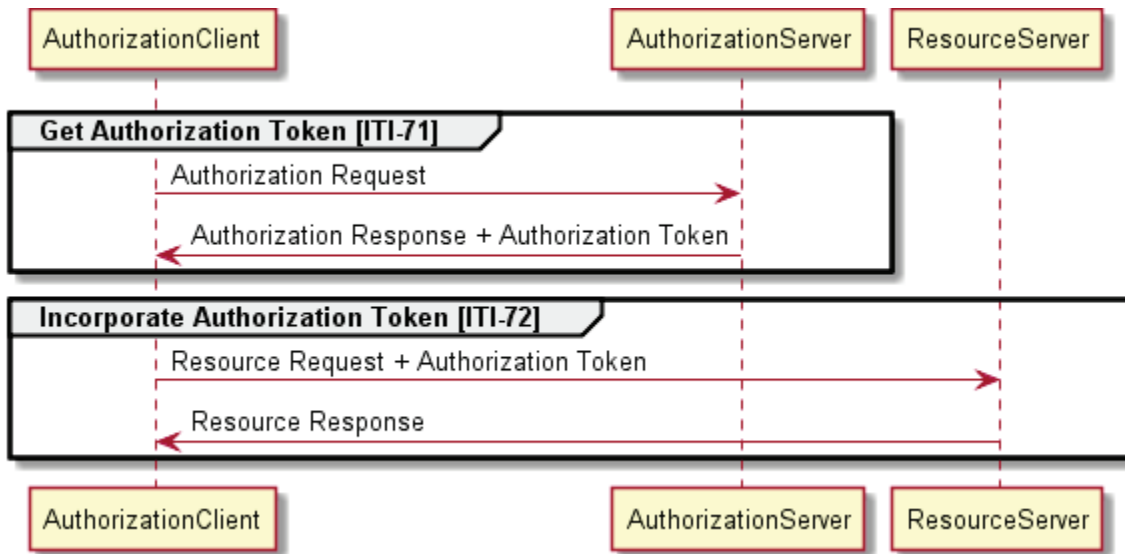 AuthorizationClient AuthorizationServer ResourceServer
Get Authorization Token [ITI-71]
Authorization Request
Authorization Response + Authorization Token
Incorporate Authorization Token [ITI-72]
Resource Request + Authorization Token
Resource Response
AuthorizationClient AuthorizationServer ResourceServer